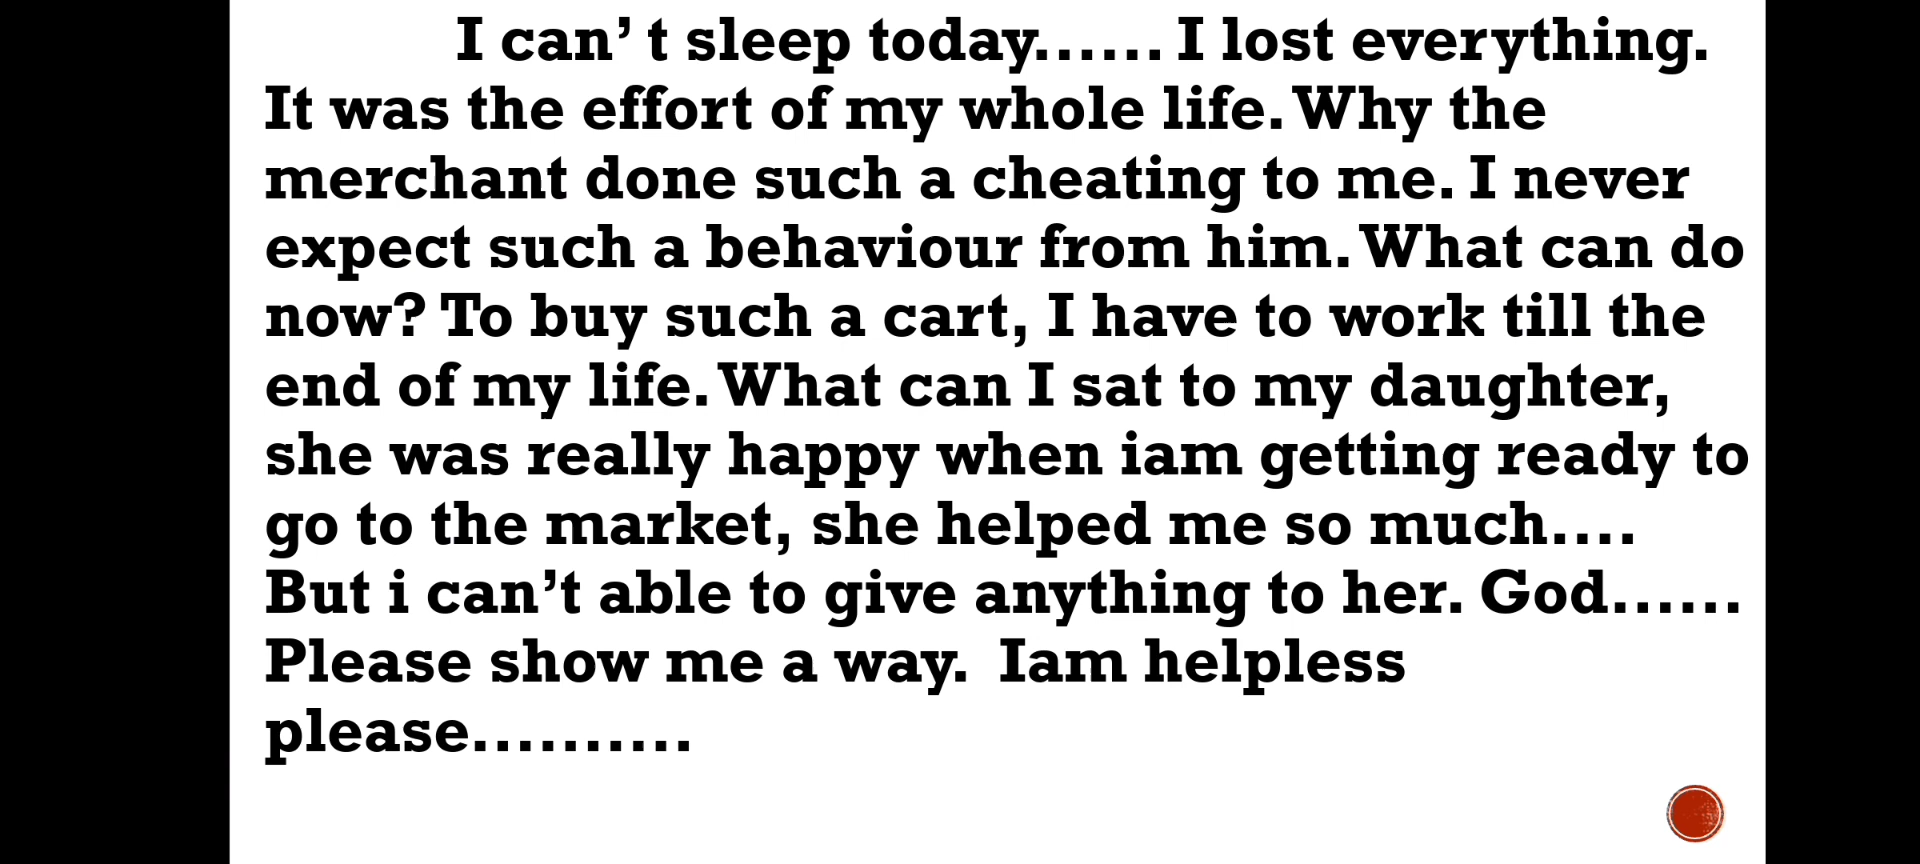 I can’ t sleep today...... I lost everything.
It was the effort of my whole life. Why the
merchant done such a cheating to me. I never
expect such a behaviour from him. What can do
now? To buy such a cart, I have to work till the
end of my life. What can I sat to my daughter,
she was really happy when iam getting ready to
go to the market, she helped me so much....
But i can’t able to give anything to her. God......
Please show me a way.  Iam helpless
please..........